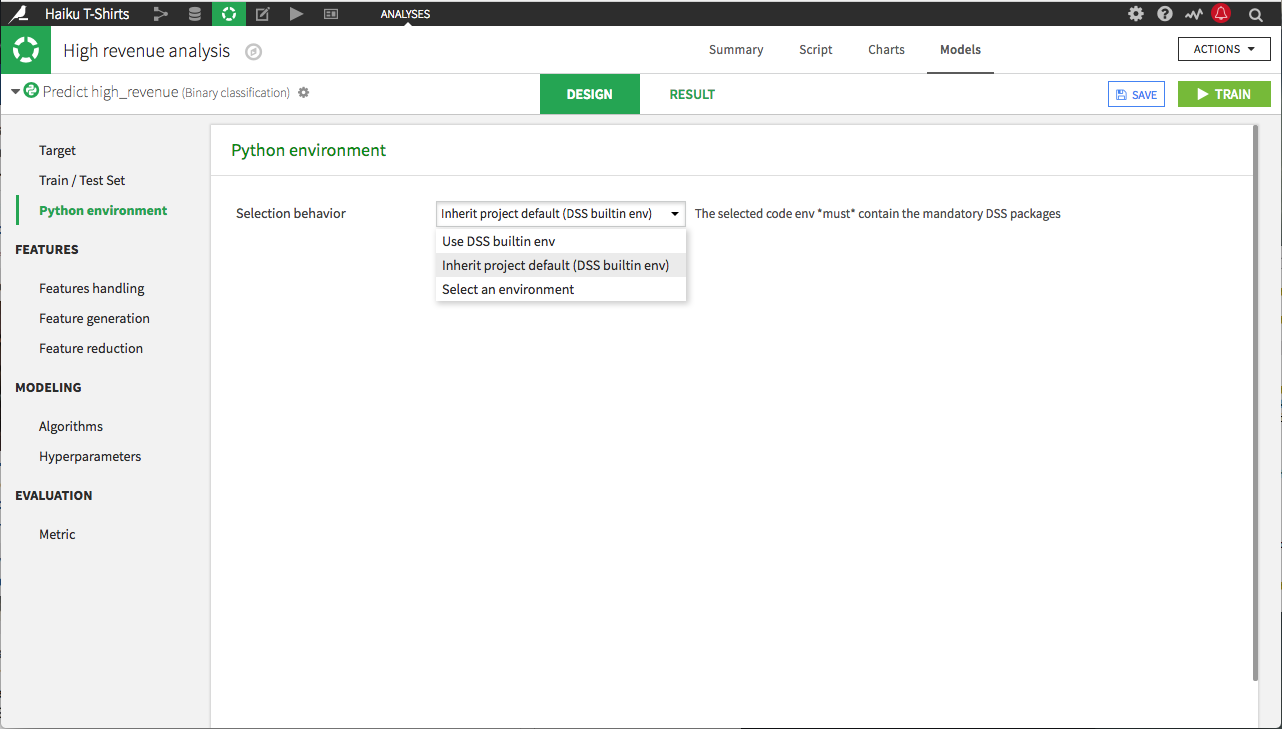 Haiku T-Shirts
ANALYSES
High revenue analysis
Summary
Script
Charts
Models
ACTIONS
Predict high_revenue (Binary classification)
DESIGN
RESULT
SAVE
TRAIN
Target
Train / Test Set
Python environment
FEATURES
Features handling
Feature generation
Feature reduction
MODELING
Algorithms
Hyperparameters
EVALUATION
Metric
Python environment
Selection behavior
Inherit project default (DSS builtin env)
The selected code env *must* contain the mandatory DSS packages
Use DSS builtin env
Inherit project default (DSS builtin env)
Select an environment